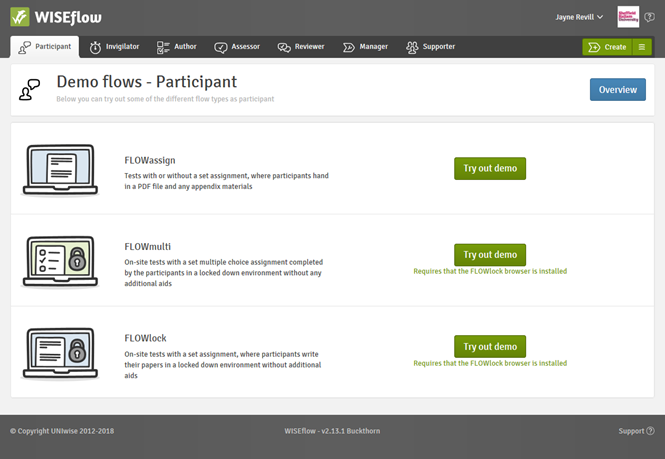 WISEflow
Jayne Revill
Sheffield
Hallam
University
Participant
Invigilator
Author
Assessor
Reviewer
Manager
Supporter
Create
Demo flows - Participant
Below you can try out some of the different flow types as participant
Overview
FLOWassign
Tests with or without a set assignment, where participants hand
in a PDF file and any appendix materials
Try out demo
FLOWmulti
On-site tests with a set multiple choice assignment completed
by the participants in a locked down environment without any
additional aids
Try out demo
Requires that the FLOWlock browser is installed
FLOWlock
On-site tests with a set assignment, where participants write
their papers in a locked down environment without additional
aids
Try out demo
Requires that the FLOWlock browser is installed
© Copyright UNIwise 2012-2018
WISEflow - v2.13.1 Buckthorn
Support